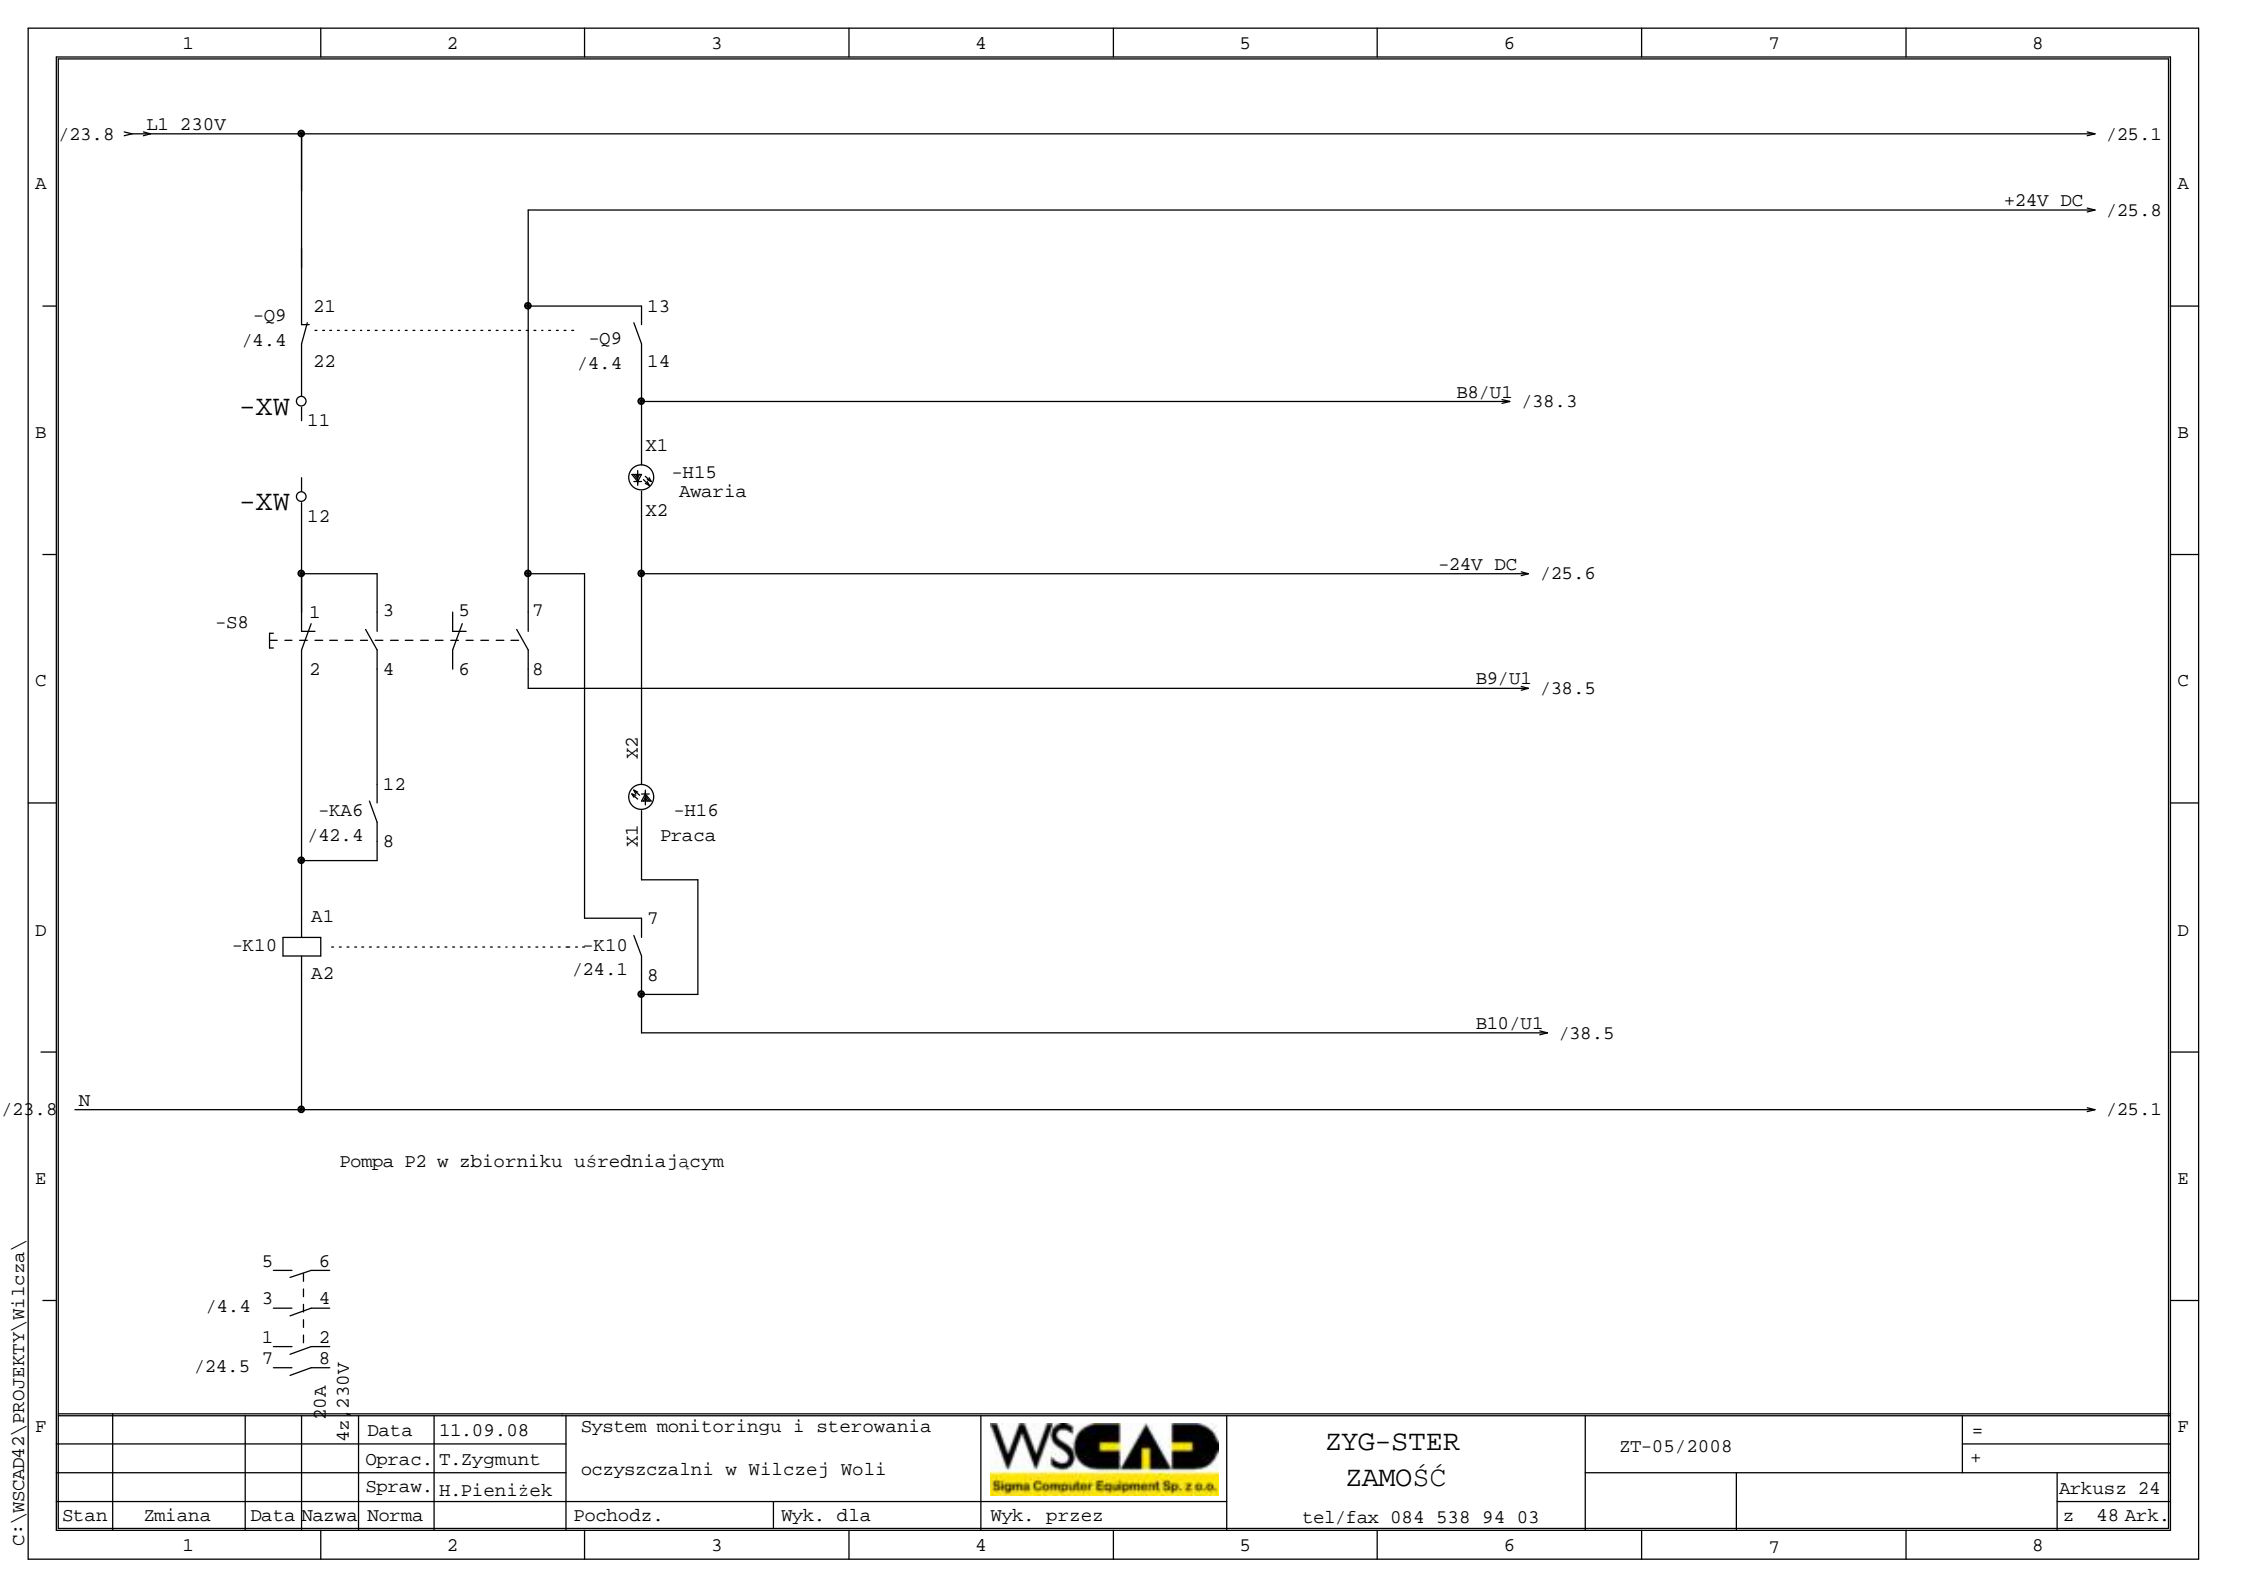 1 2 3 4 5 6 7 8
/23.8 L1 230V /25.1
A A
+24V DC /25.8
21 13
-Q9
/4.4
-Q9
/4.4
22 14
-XW
11
B8/U1 /38.3
B B
X1
-H15
Awaria
X2
-XW
12
-24V DC /25.6
1 3 5 7
-S8
2 4 6 8
C C
B9/U1 /38.5
X2
12
-KA6
/42.4
8
-H16
Praca
X1
A1 7
D D
-K10 -K10
/24.1
A2 8
B10/U1 /38.5
/23.8 N /25.1
Pompa P2 w zbiorniku uśredniającym
E E
5 6
/4.4 3 4
1 2
/24.5 7 8
20A
4z,230V
C:\WSCAD42\PROJEKTY\Wilcza\
F F
Data 11.09.08
Oprac. T.Zygmunt
Spraw. H.Pieniżek
Stan Zmiana Data Nazwa Norma
System monitoringu i sterowania
oczyszczalni w Wilczej Woli
Pochodz. Wyk. dla Wyk. przez
WSCAD
Sigma Computer Equipment Sp. z o.o.
ZYG-STER
ZAMOŚĆ
tel/fax 084 538 94 03
ZT-05/2008
=
+
Arkusz 24
z 48 Ark.
1 2 3 4 5 6 7 8